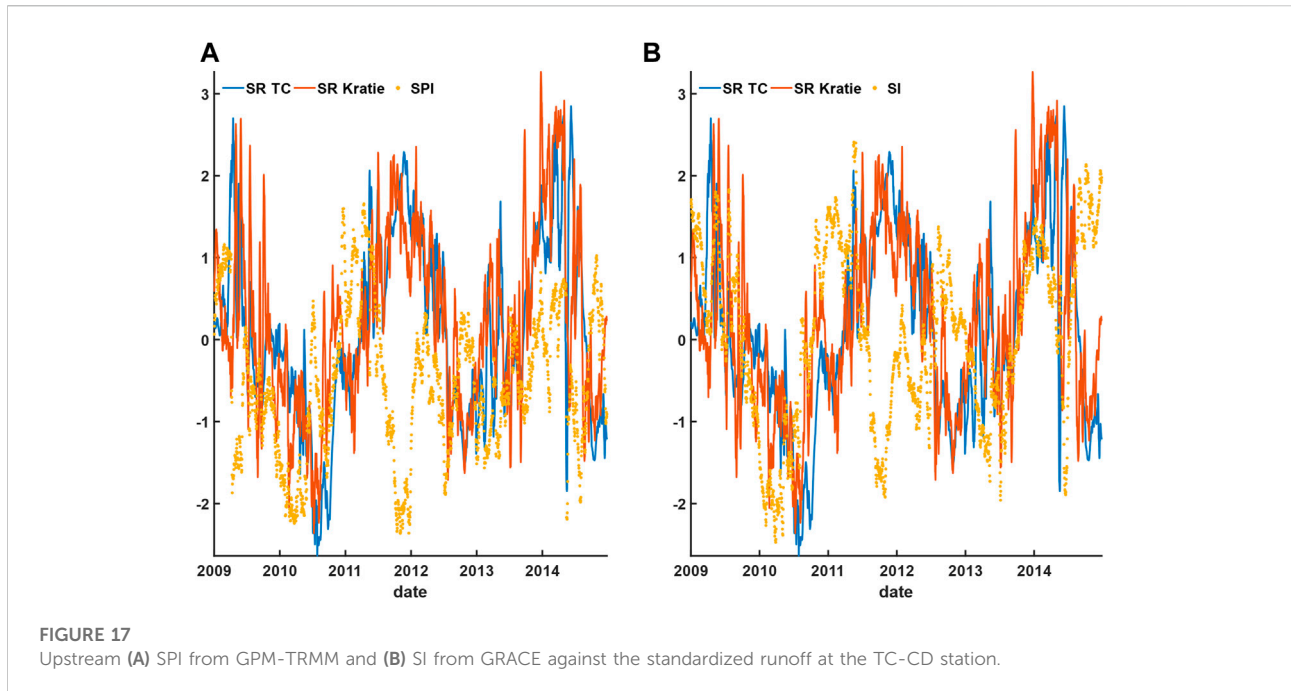 A
SR TC SR Kratie SPI
3
2
1
0
-1
-2
2009 2010 2011 2012 2013 2014
date
B
SR TC SR Kratie SI
3
2
1
0
-1
-2
2009 2010 2011 2012 2013 2014
date
FIGURE 17
Upstream (A) SPI from GPM-TRMM and (B) SI from GRACE against the standardized runoff at the TC-CD station.